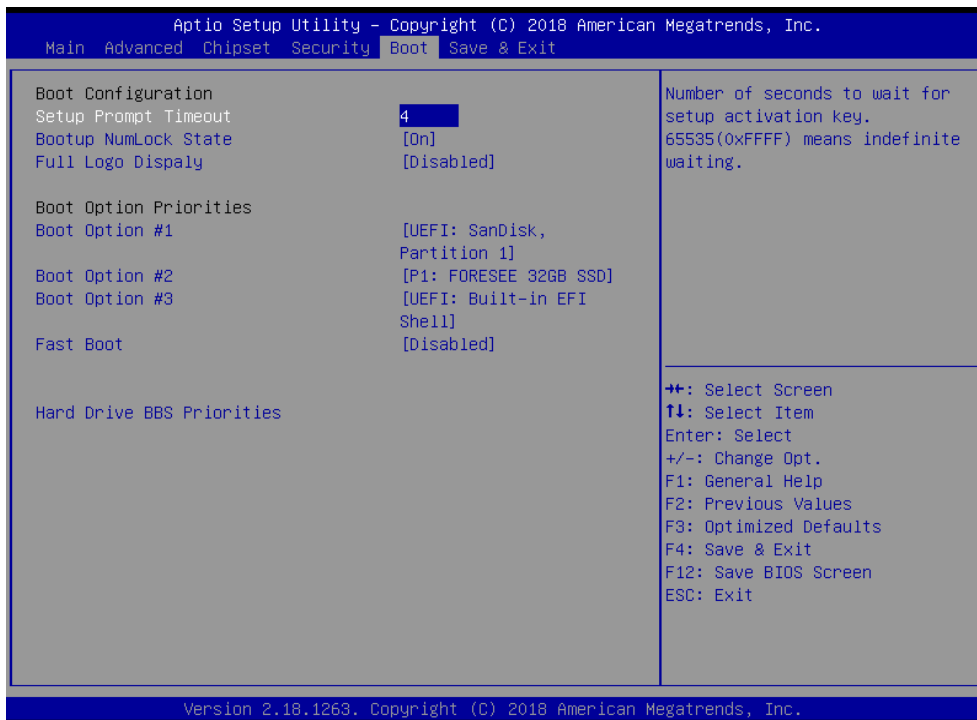 Aptio Setup Utility – Copyright (C) 2018 American Megatrends, Inc.
Main Advanced Chipset Security Boot Save & Exit
Boot Configuration
Setup Prompt Timeout 4
Bootup NumLock State [On]
Full Logo Dispaly [Disabled]
Boot Option Priorities
Boot Option #1 [UEFI: SanDisk,
Partition 1]
Boot Option #2 [P1: FORESEE 32GB SSD]
Boot Option #3 [UEFI: Built-in EFI
Shell]
Fast Boot [Disabled]
Hard Drive BBS Priorities
Number of seconds to wait for
setup activation key.
65535(0xFFFF) means indefinite
waiting.
→←: Select Screen
↑↓: Select Item
Enter: Select
+/-: Change Opt.
F1: General Help
F2: Previous Values
F3: Optimized Defaults
F4: Save & Exit
F12: Save BIOS Screen
ESC: Exit
Version 2.18.1263. Copyright (C) 2018 American Megatrends, Inc.